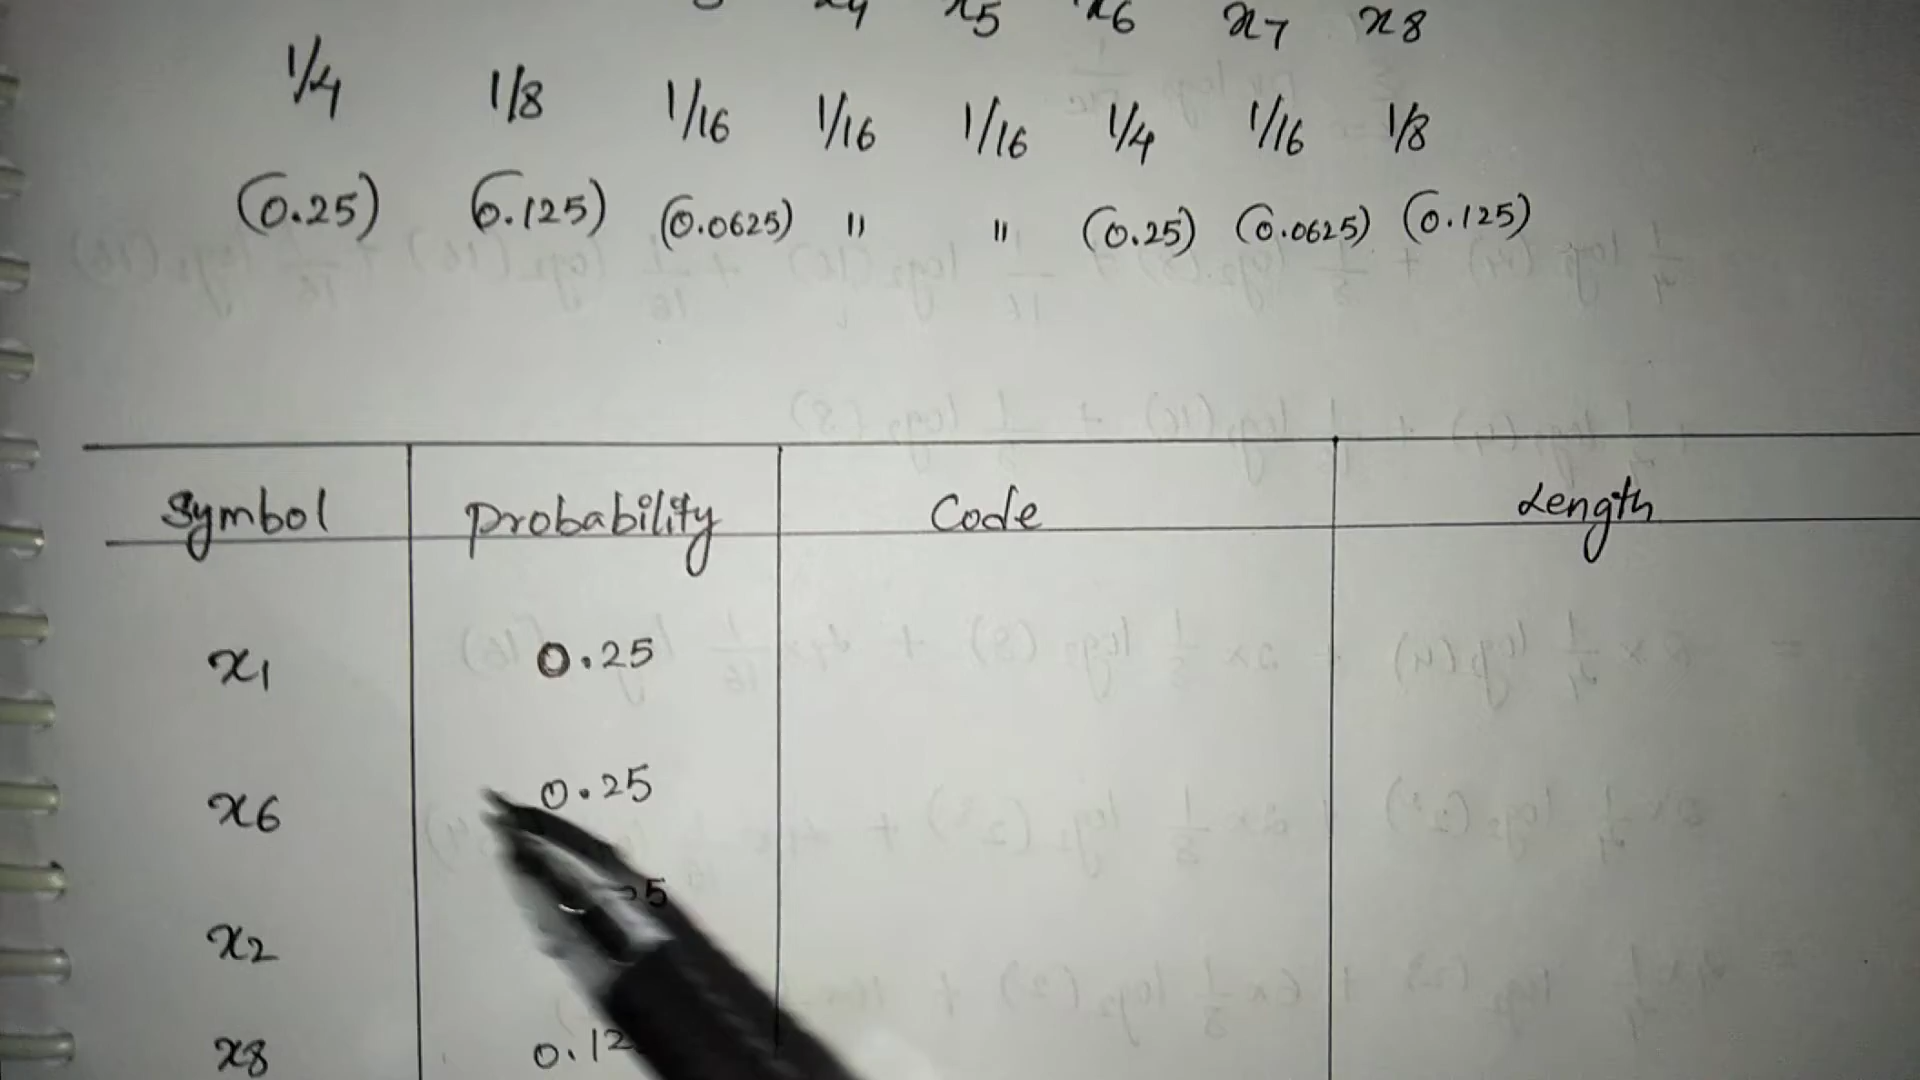 x4 x5 x6 x7 x8
1/4 1/8 1/16 1/16 1/16 1/4 1/16 1/8
(0.25) (0.125) (0.0625) " " (0.25) (0.0625) (0.125)
Symbol probability Code Length
x1 0.25
x6 0.25
x2
x8